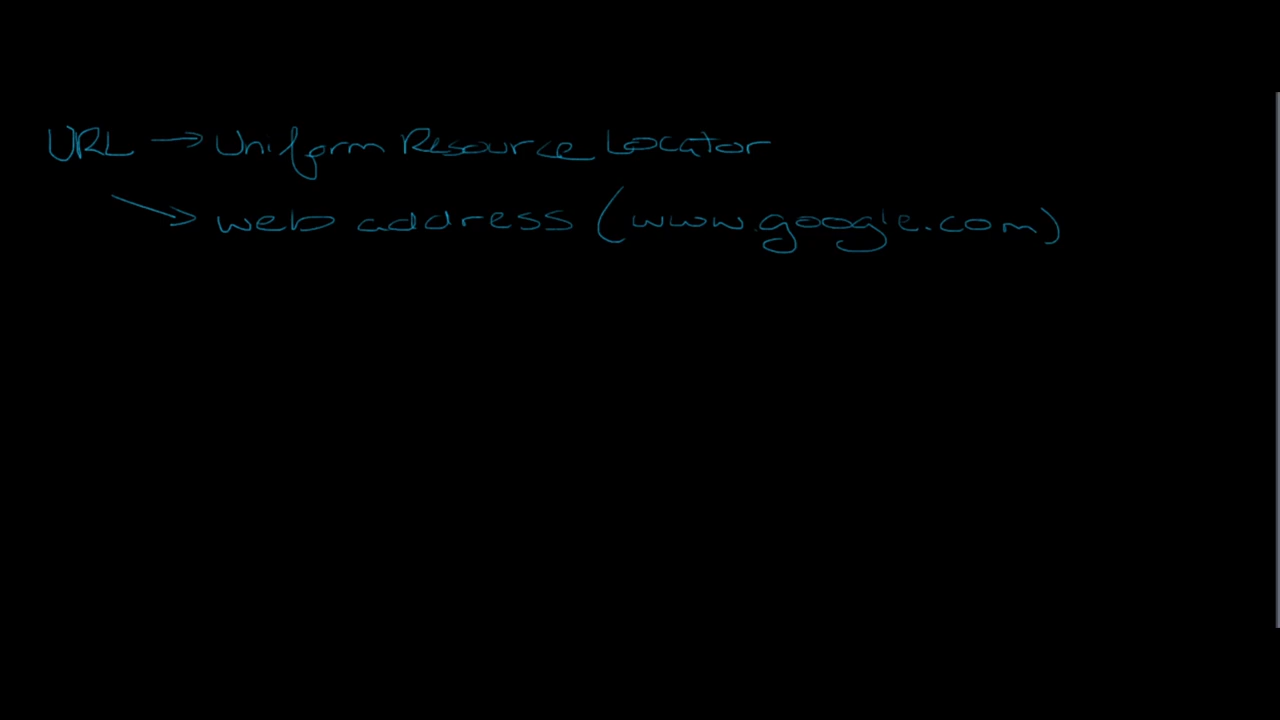 URL → Uniform Resource Locator
→ web address (www.google.com)